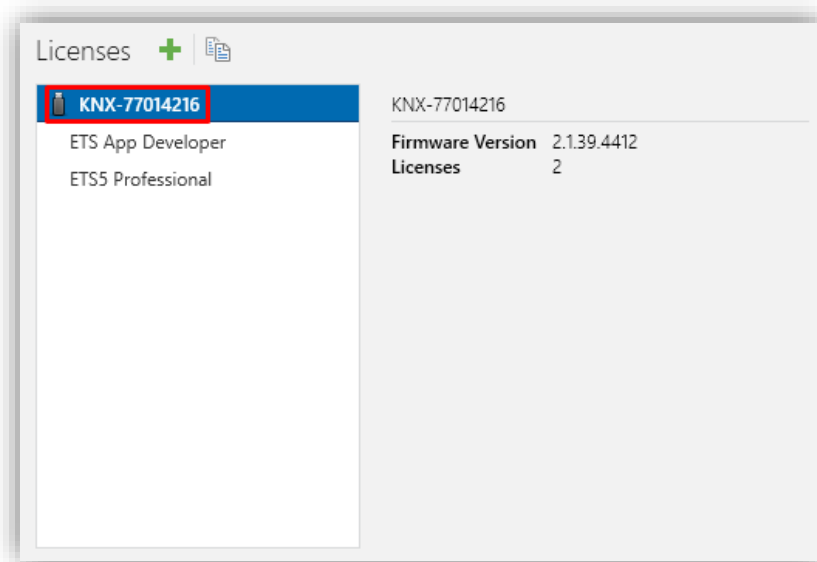 Licenses
KNX-77014216
ETS App Developer
ETS5 Professional
KNX-77014216
Firmware Version 2.1.39.4412
Licenses 2